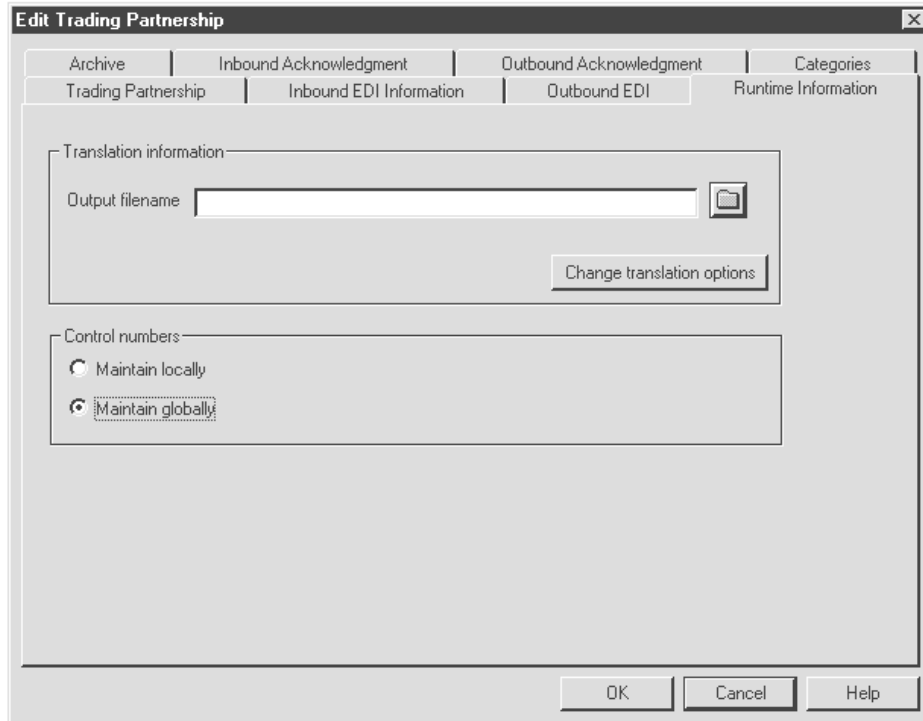 Edit Trading Partnership
Archive Inbound Acknowledgment Outbound Acknowledgment Categories
Trading Partnership Inbound EDI Information Outbound EDI Runtime Information
Translation information
Output filename
Change translation options
Control numbers
Maintain locally
Maintain globally
OK Cancel Help